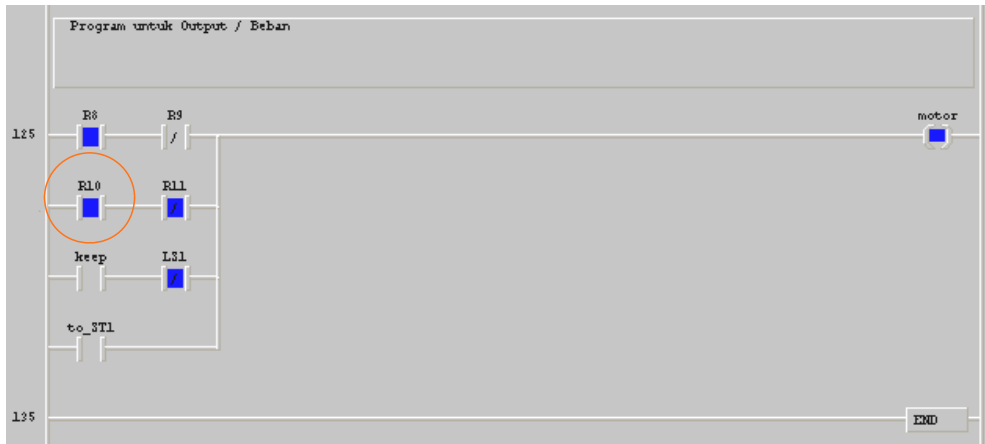 Program untuk Output / Beban
R8 R9 motor
125
R10 R11
keep LS1
to_ST1
135 END